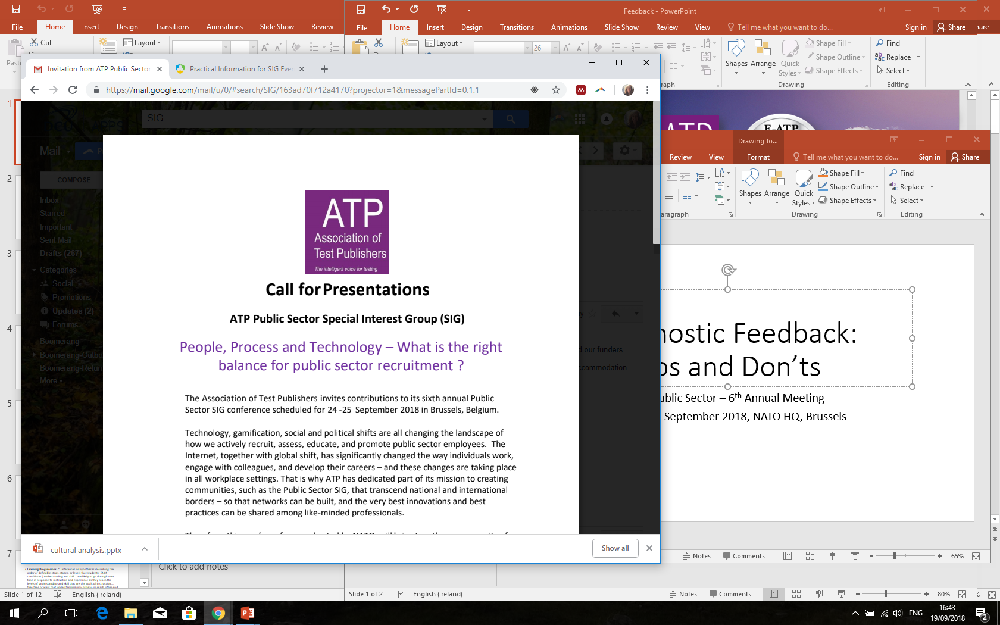 File Home Insert Design Transitions Animations Slide Show Review
Cut
Layout
Feedback - PowerPoint
File Home Insert Design Transitions Animations Slide Show Review View Tell me what you want to do... Sign in Share
Layout
26
Shapes Arrange Quick Styles
Shape Fill
Shape Outline
Shape Effects
Drawing
Find
Replace
Select
Editing
Invitation from ATP Public Sector
Practical Information for SIG Eve
https://mail.google.com/mail/u/0/#search/SIG/163ad70f712a4170?projector=1&messagePartId=0.1.1
SIG
Mail
COMPOSE
Inbox
Starred
Important
Sent Mail
Drafts (267)
Categories
Social
Promotions
Updates (2)
Forums
Boomerang
Boomerang-Outbo
Boomerang-Return
More
ATP
Association of
Test Publishers
The intelligent voice for testing
Call for Presentations
ATP Public Sector Special Interest Group (SIG)
People, Process and Technology – What is the right
balance for public sector recruitment ?
The Association of Test Publishers invites contributions to its sixth annual Public
Sector SIG conference scheduled for 24 -25 September 2018 in Brussels, Belgium.
Technology, gamification, social and political shifts are all changing the landscape of
how we actively recruit, assess, educate, and promote public sector employees. The
Internet, together with global shift, has significantly changed the way individuals work,
engage with colleagues, and develop their careers – and these changes are taking place
in all workplace settings. That is why ATP has dedicated part of its mission to creating
communities, such as the Public Sector SIG, that transcend national and international
borders – so that networks can be built, and the very best innovations and best
practices can be shared among like-minded professionals.
d our funders
commodation
cultural analysis.pptx
Show all
E-ATP
Drawing To...
Review View Format Tell me what you want to do... Sign in Share
Shapes Arrange Quick Styles
Shape Fill
Shape Outline
Shape Effects
Find
Replace
Select
aragraph Drawing Editing
nostic Feedback:
os and Don'ts
ublic Sector – 6th Annual Meeting
September 2018, NATO HQ, Brussels
Notes Comments 65%
1
2
3
4
5
6
7
Click to add notes
Slide 1 of 12 English (Ireland)
Slide 1 of 2 English (Ireland) Notes Comments 80%
ENG
16:43
19/09/2018
2